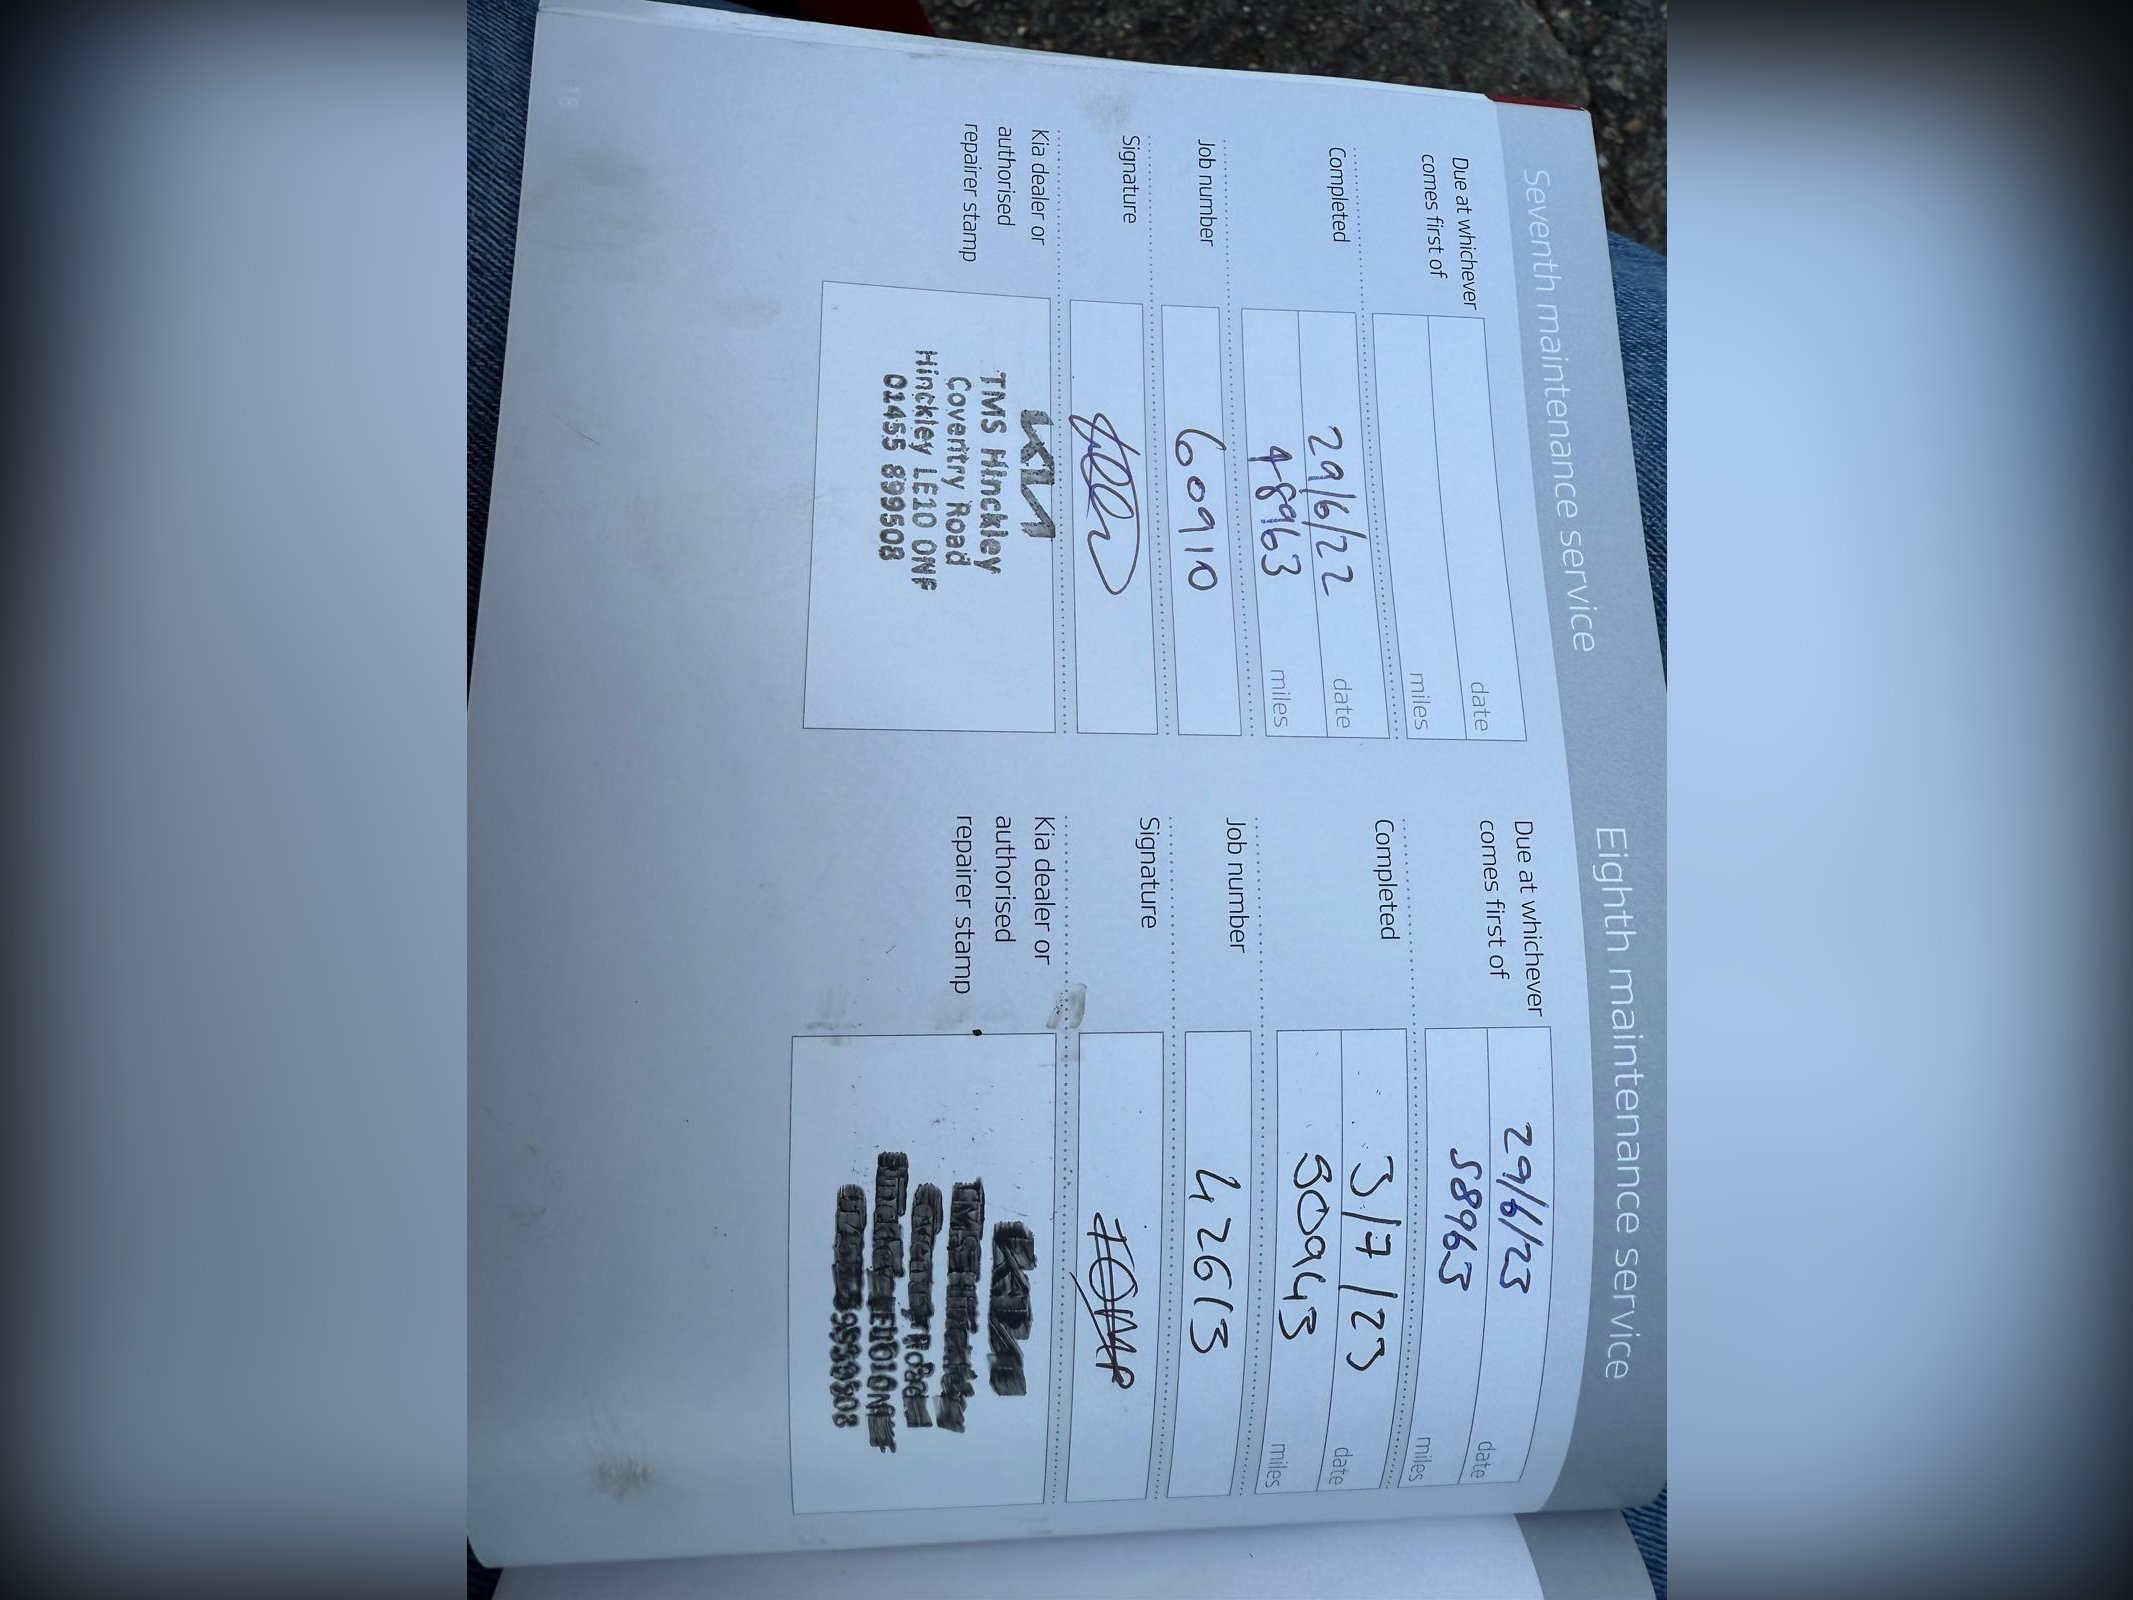 Seventh maintenance service
Due at whichever
comes first of
date
miles
Completed
29/6/22 date
48963 miles
Job number
60910
Signature
Kia dealer or
authorised
repairer stamp
KIA
TMS Hinckley
Coventry Road
Hinckley LE10 0NF
01455 899508
18
Eighth maintenance service
Due at whichever
comes first of
29/6/23 date
58963 miles
Completed
3/7/23 date
50943 miles
Job number
42613
Signature
Kia dealer or
authorised
repairer stamp
KIA